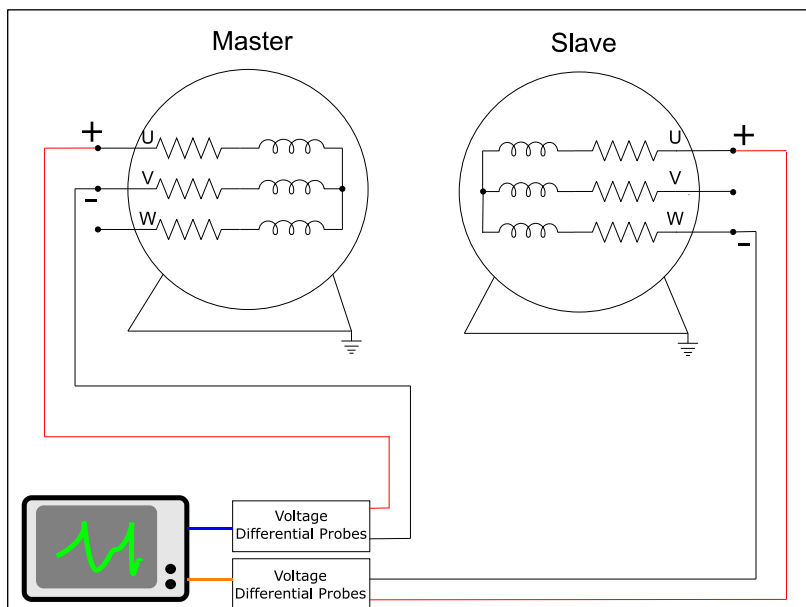 Master
Slave
+
U
V
-
W
U
+
V
W
-
Voltage
Differential Probes
Voltage
Differential Probes